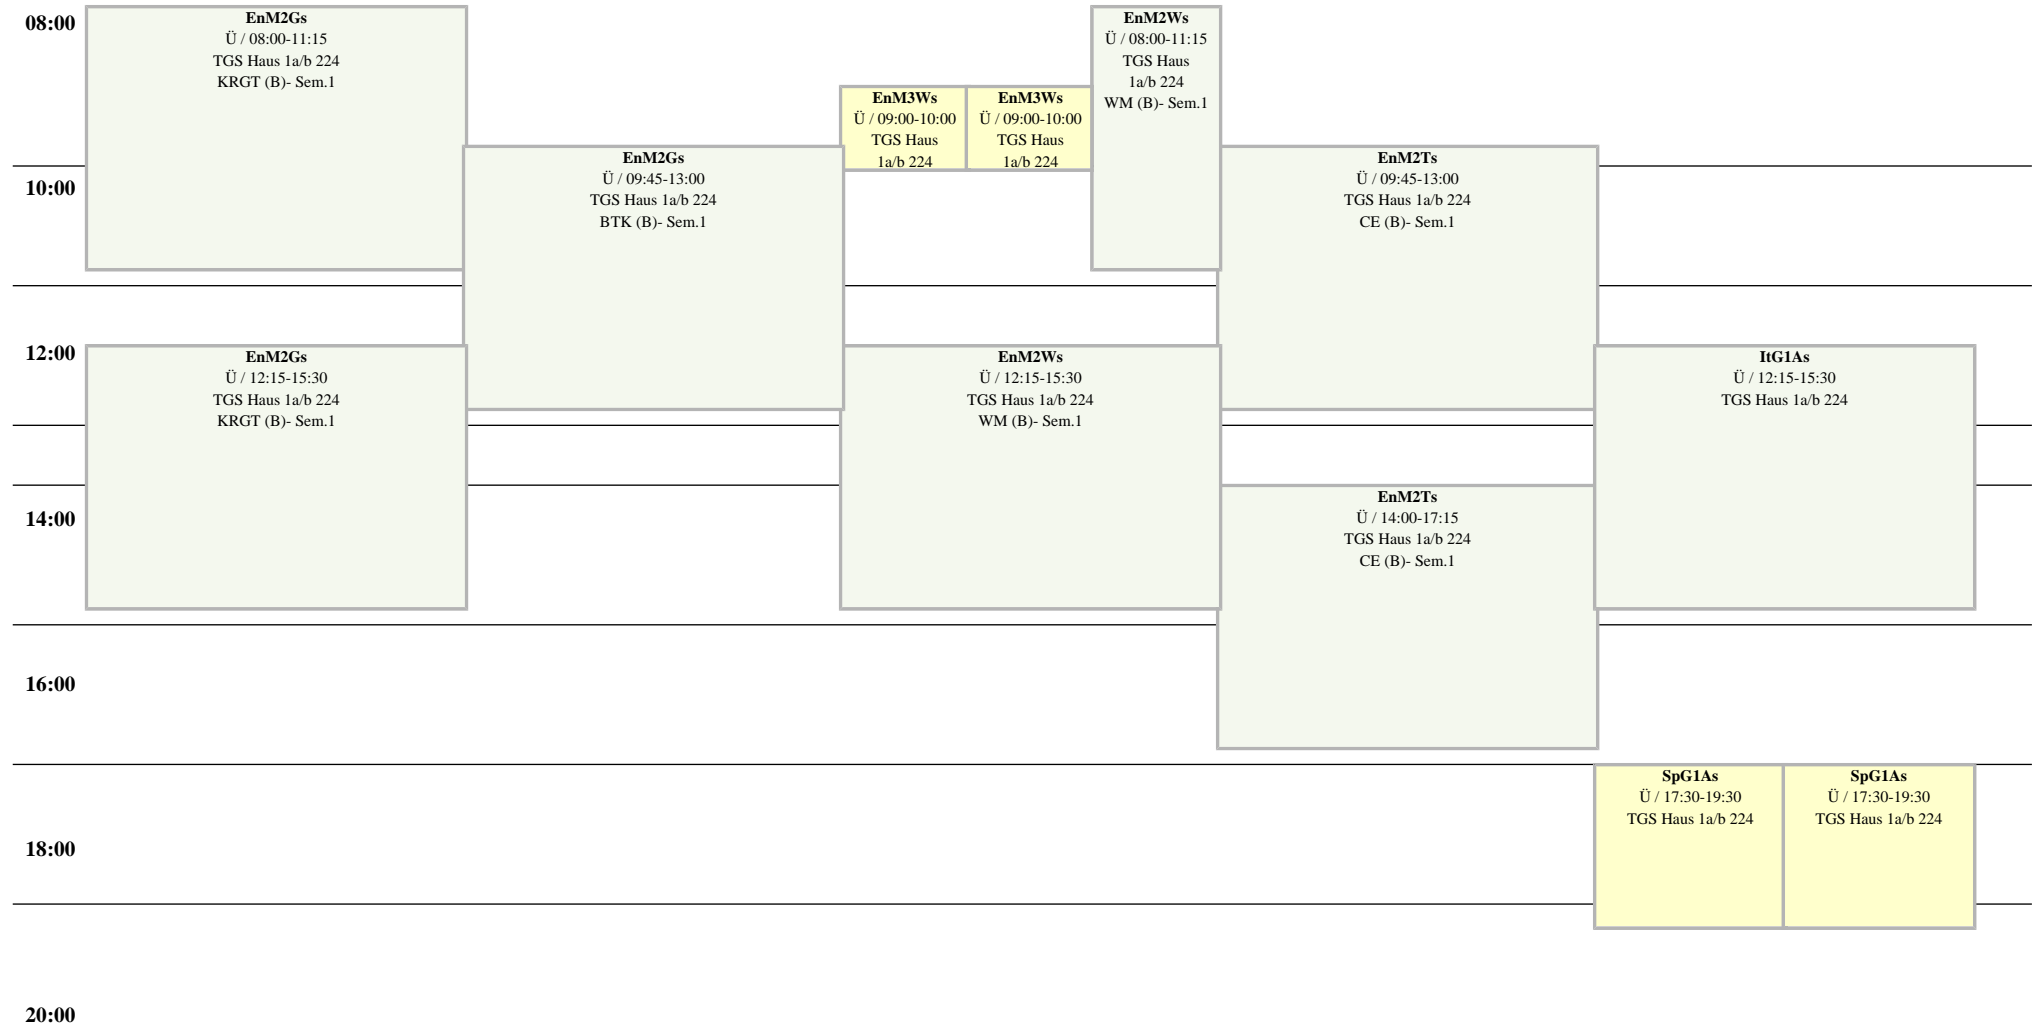 08:00
10:00
12:00
14:00
16:00
18:00
20:00
EnM2Gs
Ü / 08:00-11:15
TGS Haus 1a/b 224
KRGT (B)- Sem.1
EnM2Gs
Ü / 12:15-15:30
TGS Haus 1a/b 224
KRGT (B)- Sem.1
EnM2Gs
Ü / 09:45-13:00
TGS Haus 1a/b 224
BTK (B)- Sem.1
EnM3Ws
Ü / 09:00-10:00
TGS Haus
1a/b 224
EnM3Ws
Ü / 09:00-10:00
TGS Haus
1a/b 224
EnM2Ws
Ü / 08:00-11:15
TGS Haus
1a/b 224
WM (B)- Sem.1
EnM2Ws
Ü / 12:15-15:30
TGS Haus 1a/b 224
WM (B)- Sem.1
EnM2Ts
Ü / 09:45-13:00
TGS Haus 1a/b 224
CE (B)- Sem.1
EnM2Ts
Ü / 14:00-17:15
TGS Haus 1a/b 224
CE (B)- Sem.1
ItG1As
Ü / 12:15-15:30
TGS Haus 1a/b 224
SpG1As
Ü / 17:30-19:30
TGS Haus 1a/b 224
SpG1As
Ü / 17:30-19:30
TGS Haus 1a/b 224